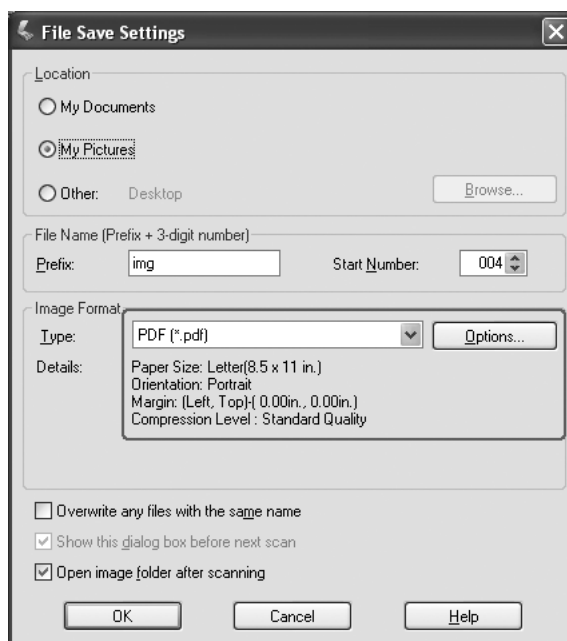 File Save Settings
Location
My Documents
My Pictures
Other: Desktop Browse...
File Name (Prefix + 3-digit number)
Prefix: img Start Number: 004
Image Format
Type: PDF (*.pdf) Options...
Details: Paper Size: Letter(8.5 x 11 in.)
Orientation: Portrait
Margin: (Left, Top)-( 0.00in., 0.00in.)
Compression Level : Standard Quality
Overwrite any files with the same name
Show this dialog box before next scan
Open image folder after scanning
OK Cancel Help